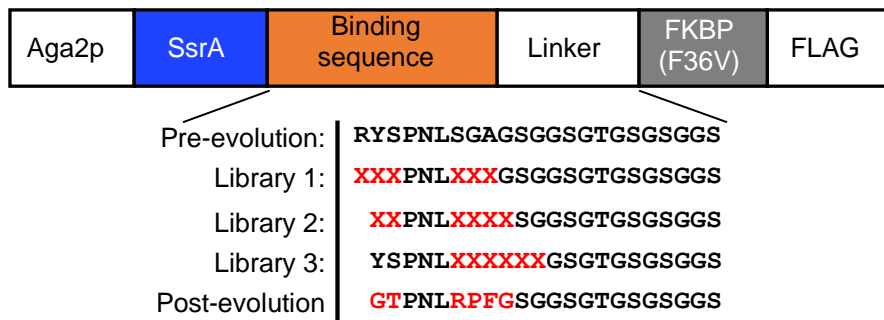 Aga2p SsrA Binding sequence Linker FKBP (F36V) FLAG
Pre-evolution: RYSPNLSGAGSGGSGTGSGSGGS
Library 1: XXXPNLXXXGSGGSGTGSGSGGS
Library 2: XXPNLXXXXSGGSGTGSGSGGS
Library 3: YSPNLXXXXXXGSGTGSGSGGS
Post-evolution GTPNLRPFGSGGSGTGSGSGGS